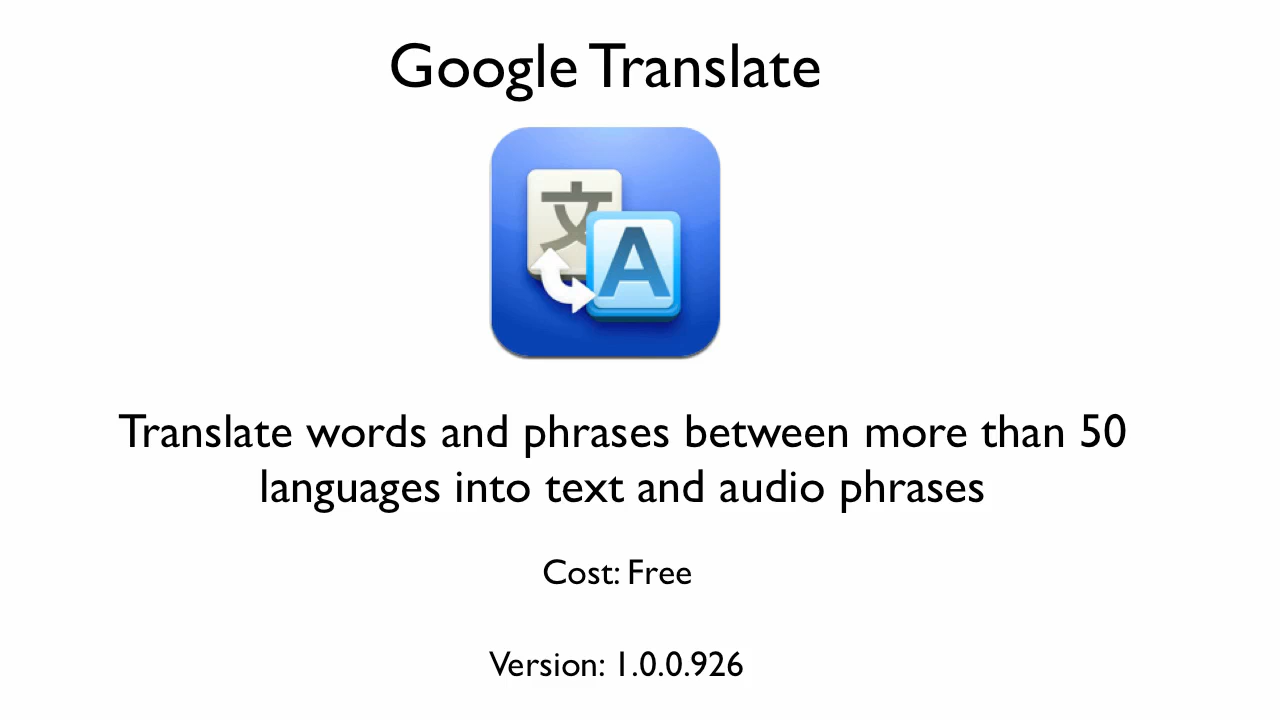 Google Translate
文
A
Translate words and phrases between more than 50
languages into text and audio phrases
Cost: Free
Version: 1.0.0.926